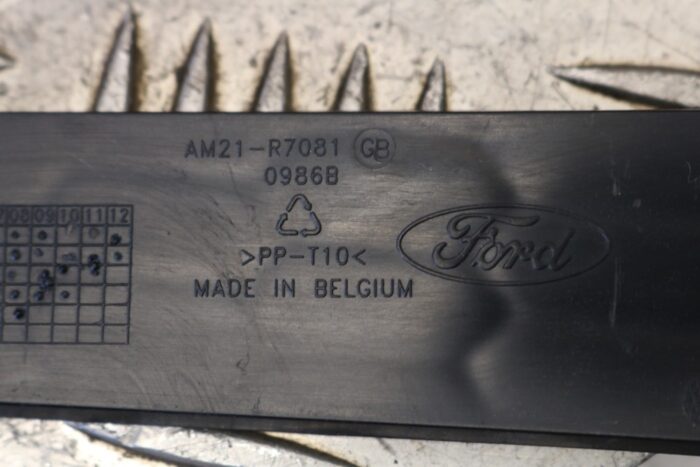 AM21-R7081 GB
0986B
>PP-T10<
MADE IN BELGIUM
Ford
08 09 10 11 12